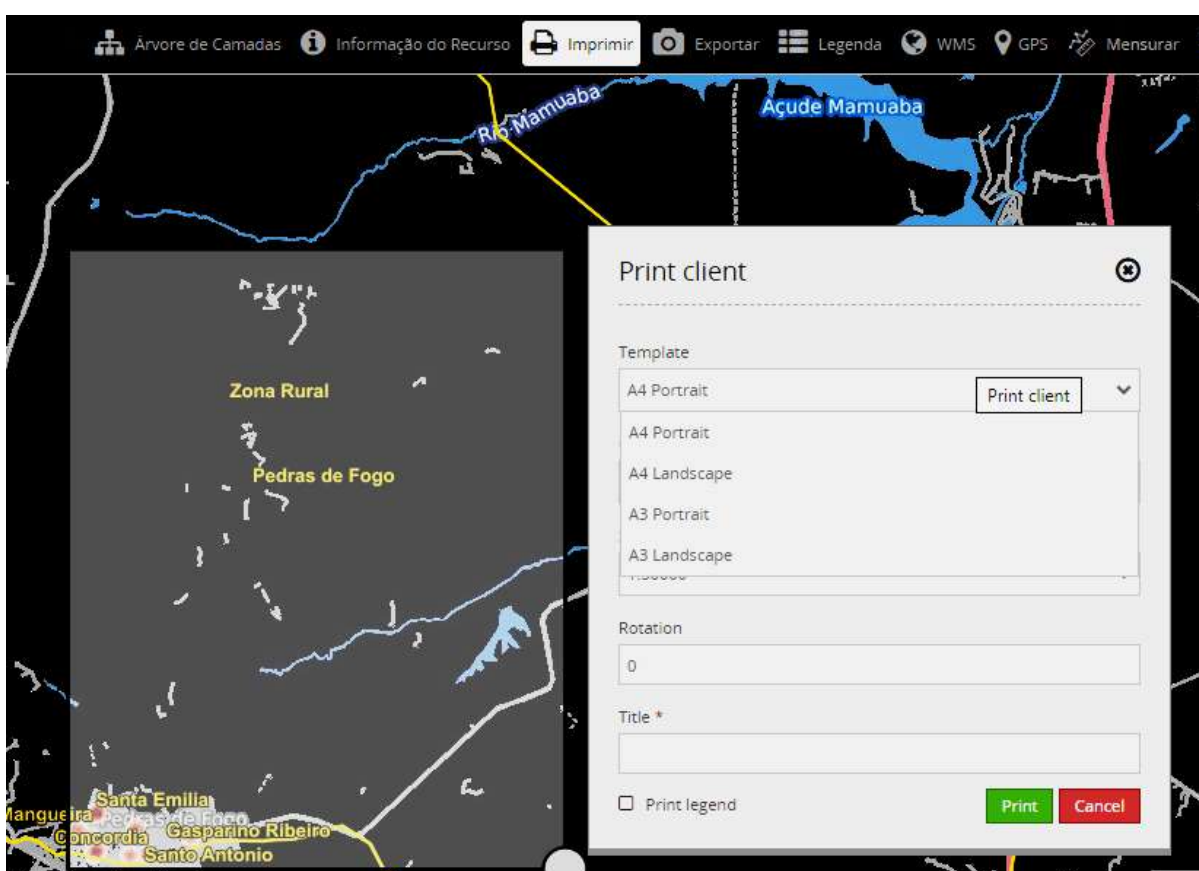 Árvore de Camadas Informação do Recurso Imprimir Exportar Legenda WMS GPS Mensurar
Rio Mamuaba
Açude Mamuaba
Print client
Template
A4 Portrait
Print client
A4 Portrait
A4 Landscape
A3 Portrait
A3 Landscape
Rotation
0
Title *
Print legend
Print Cancel
Zona Rural
Pedras de Fogo
Santa Emilia
Mangueira
Pedras de Fogo
Concordia
Gasparino Ribeiro
Santo Antonio